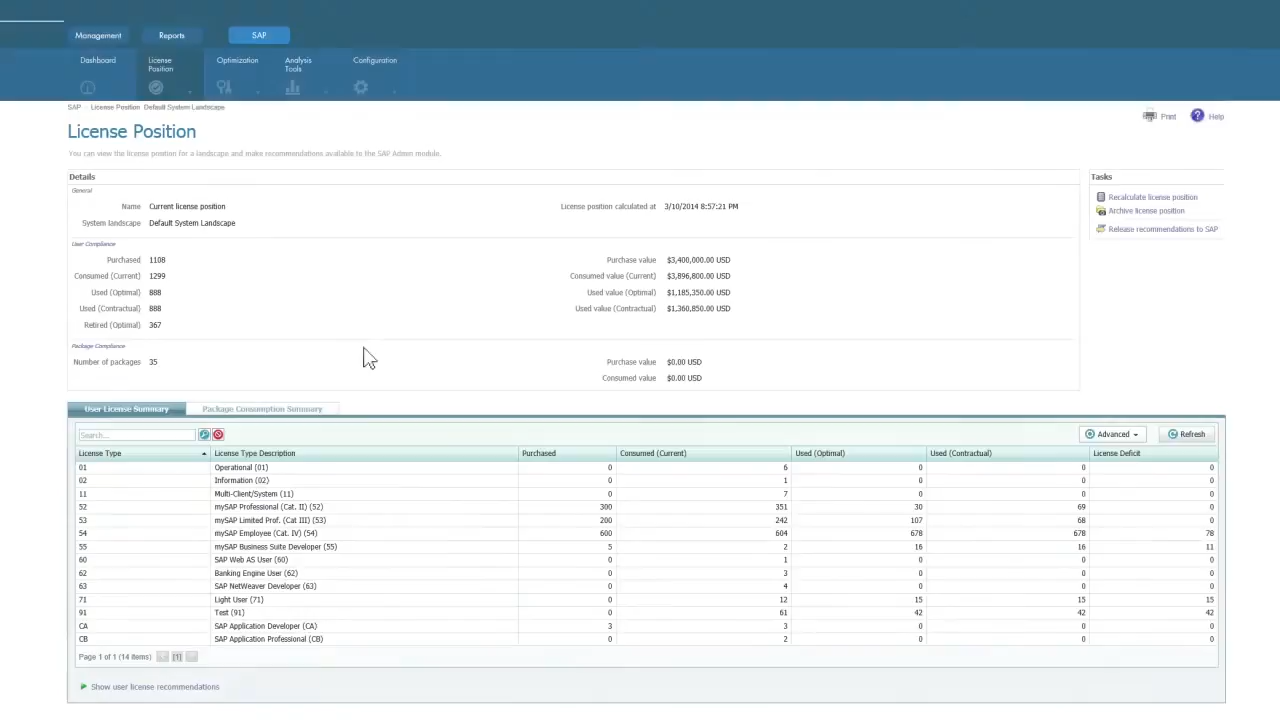 Management Reports SAP
Dashboard License Position Optimization Analysis Tools Configuration
SAP License Position Default System Landscape
Print Help
License Position
You can view the license position for a landscape and make recommendations available to the SAP Admin module.
Details
General
Name Current license position License position calculated at 3/10/2014 8:57:21 PM
System landscape Default System Landscape
User Compliance
Purchased 1108 Purchase value $3,400,000.00 USD
Consumed (Current) 1299 Consumed value (Current) $3,896,800.00 USD
Used (Optimal) 888 Used value (Optimal) $1,185,350.00 USD
Used (Contractual) 888 Used value (Contractual) $1,360,850.00 USD
Retired (Optimal) 367
Package Compliance
Number of packages 35 Purchase value $0.00 USD
Consumed value $0.00 USD
Tasks
Recalculate license position
Archive license position
Release recommendations to SAP
User License Summary Package Consumption Summary
Search... Advanced Refresh
License Type License Type Description Purchased Consumed (Current) Used (Optimal) Used (Contractual) License Deficit
01 Operational (01) 0 6 0 0 0
02 Information (02) 0 1 0 0 0
11 Multi-Client/System (11) 0 7 0 0 0
52 mySAP Professional (Cat. II) (52) 300 351 30 69 0
53 mySAP Limited Prof. (Cat III) (53) 200 242 107 68 0
54 mySAP Employee (Cat. IV) (54) 600 604 678 678 78
55 mySAP Business Suite Developer (55) 5 2 16 16 11
60 SAP Web AS User (60) 0 1 0 0 0
62 Banking Engine User (62) 0 3 0 0 0
63 SAP NetWeaver Developer (63) 0 4 0 0 0
71 Light User (71) 0 12 15 15 15
91 Test (91) 0 61 42 42 42
CA SAP Application Developer (CA) 3 3 0 0 0
CB SAP Application Professional (CB) 0 2 0 0 0
Page 1 of 1 (14 items) [1]
Show user license recommendations